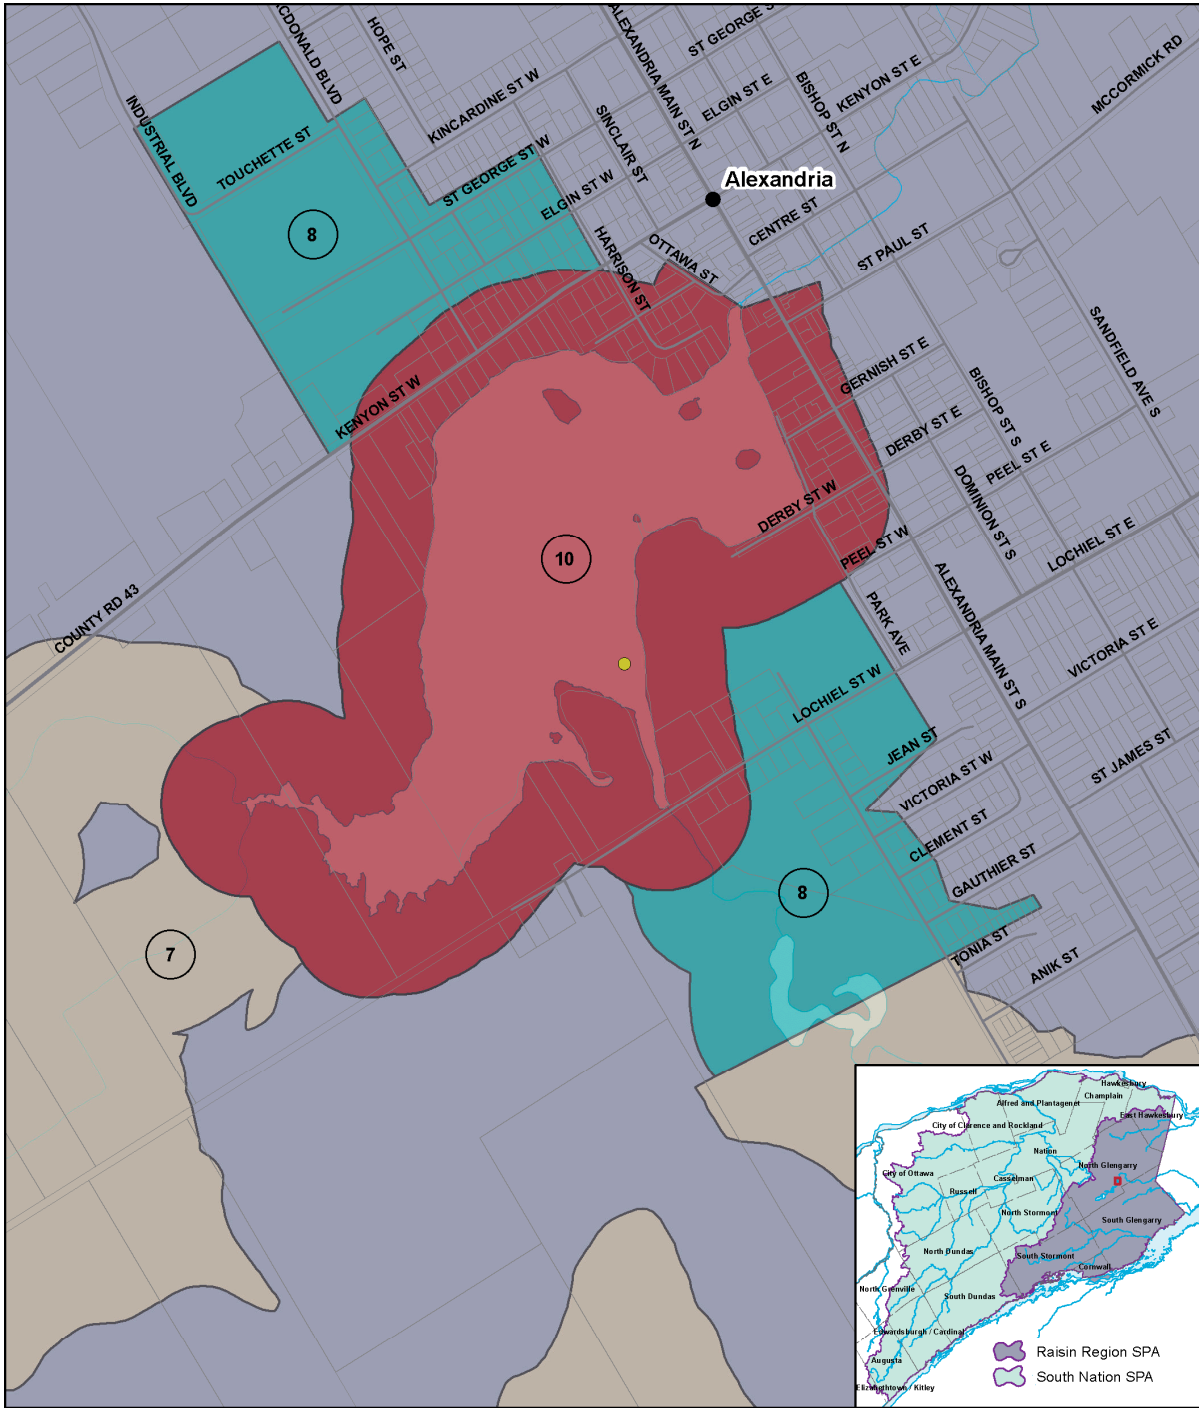 MCDONALD BLVD
HOPE ST
ALEXANDRIA MAIN ST N
ST GEORGE S
KINCARDINE ST W
ELGIN ST E
BISHOP ST N
KENYON ST E
MCCORMICK RD
INDUSTRIAL BLVD
TOUCHETTE ST
SINCLAIR ST
ST GEORGE ST W
ELGIN ST W
Alexandria
8
HARRISON ST
OTTAWA ST
CENTRE ST
ST PAUL ST
SANDFIELD AVE S
KENYON ST W
GERNISH ST E
BISHOP ST S
DERBY ST E
PEEL ST E
DOMINION ST S
DERBY ST W
PEEL ST W
LOCHIEL ST E
10
COUNTY RD 43
PARK AVE
ALEXANDRIA MAIN ST S
VICTORIA ST E
LOCHIEL ST W
JEAN ST
VICTORIA ST W
ST JAMES ST
CLEMENT ST
GAUTHIER ST
8
7
TONIA ST
ANIK ST
Hawkesbury
Champlain
Alfred and Plantagenet
East Hawkesbury
City of Clarence and Rockland
Nation
North Glengarry
City of Ottawa
Casselman
Russell
North Stormont
South Glengarry
North Dundas
South Stormont
Cornwall
North Grenville
South Dundas
Edwardsburgh / Cardinal
Augusta
Elizabethtown / Kitley
Raisin Region SPA
South Nation SPA